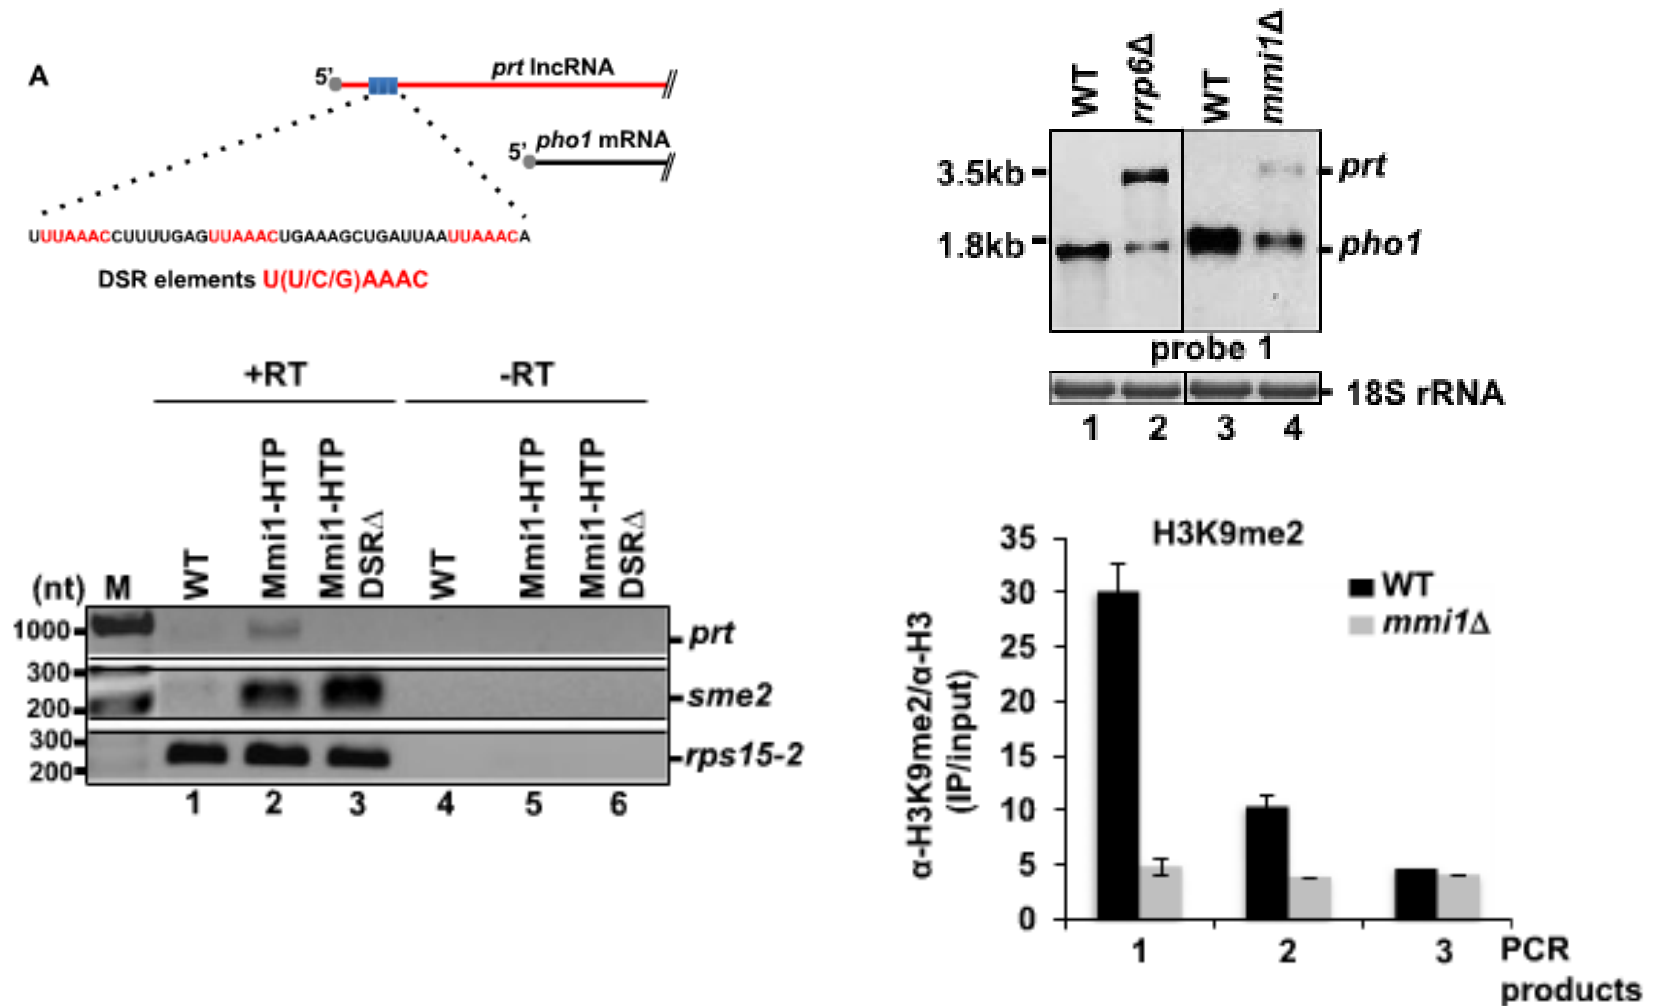 A
5'
prt lncRNA
5'
pho1 mRNA
UUUAAACCUUUUGAGUUAAACUGAAAGCUGAUUAAUUAAACA
DSR elements U(U/C/G)AAAC
+RT
-RT
(nt)
M
WT
Mmi1-HTP
Mmi1-HTP
DSRΔ
WT
Mmi1-HTP
Mmi1-HTP
DSRΔ
1000
prt
300
200
sme2
300
200
rps15-2
1 2 3 4 5 6
WT
rrp6Δ
WT
mmi1Δ
3.5kb
prt
1.8kb
pho1
probe 1
18S rRNA
1 2 3 4
H3K9me2
WT
mmi1Δ
α-H3K9me2/α-H3
(IP/input)
35
30
25
20
15
10
5
0
1 2 3
PCR
products